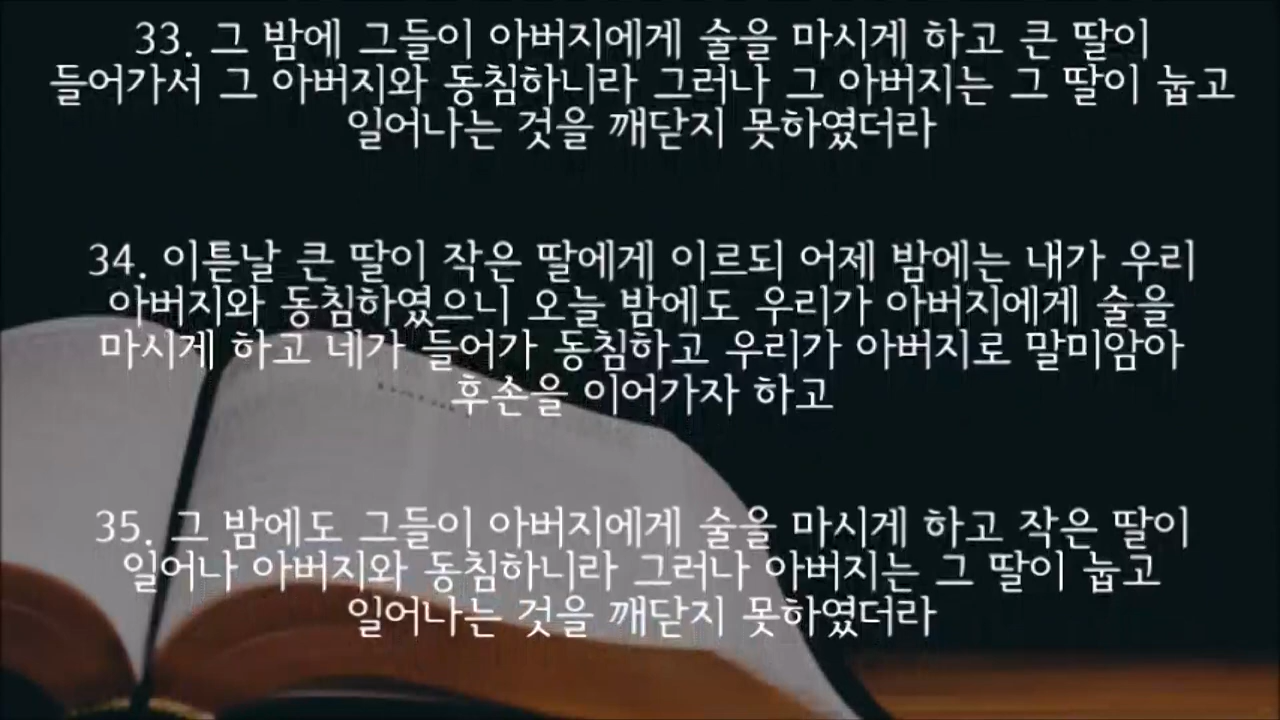 33. 그 밤에 그들이 아버지에게 술을 마시게 하고 큰 딸이
들어가서 그 아버지와 동침하니라 그러나 그 아버지는 그 딸이 눕고
일어나는 것을 깨닫지 못하였더라
34. 이튿날 큰 딸이 작은 딸에게 이르되 어제 밤에는 내가 우리
아버지와 동침하였으니 오늘 밤에도 우리가 아버지에게 술을
마시게 하고 네가 들어가 동침하고 우리가 아버지로 말미암아
후손을 이어가자 하고
35. 그 밤에도 그들이 아버지에게 술을 마시게 하고 작은 딸이
일어나 아버지와 동침하니라 그러나 아버지는 그 딸이 눕고
일어나는 것을 깨닫지 못하였더라